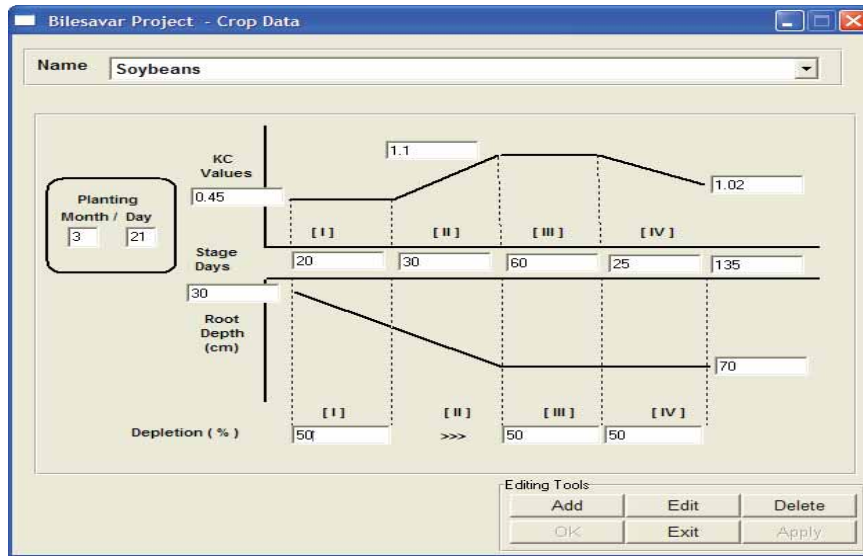 Bilesavar Project - Crop Data
Name Soybeans
KC Values
1.1
0.45
1.02
Planting
Month / Day
3 21
[ I ] [ II ] [ III ] [ IV ]
Stage Days
20 30 60 25 135
30
Root Depth (cm)
70
[ I ] [ II ] [ III ] [ IV ]
Depletion ( % ) 50 >>> 50 50
Editing Tools
Add Edit Delete
OK Exit Apply